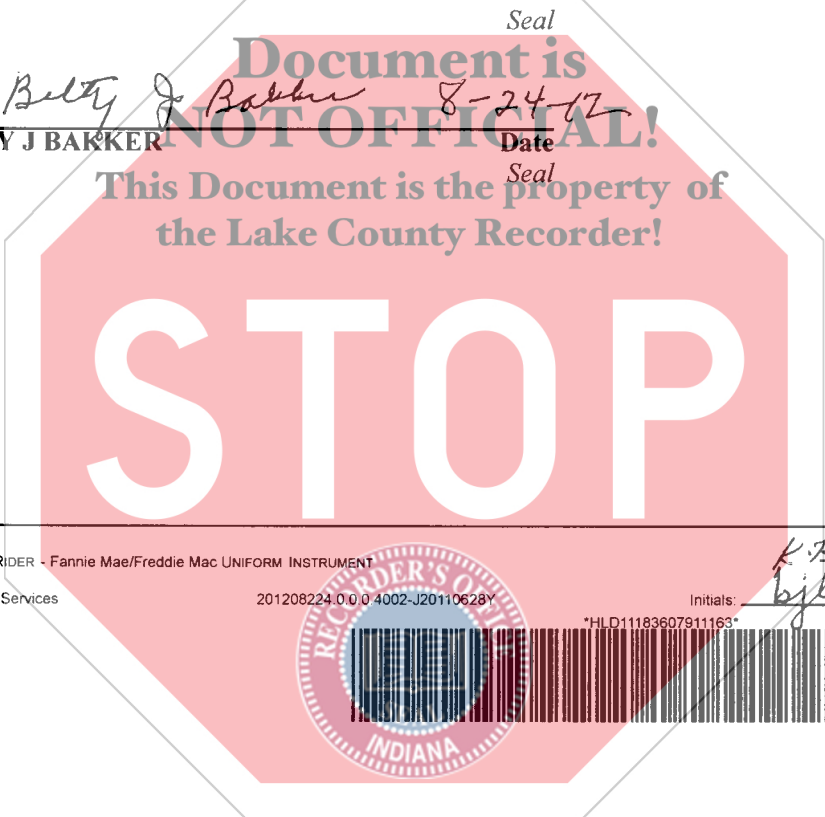 Seal
Document is
Betty J Bakker 8-24-12
NOT OFFICIAL!
Y J BAKKER Date
Seal
This Document is the property of
the Lake County Recorder!
STOP
RIDER - Fannie Mae/Freddie Mac UNIFORM INSTRUMENT
K.B
Services 201208224.0.0.0.4002-J20110628Y Initials: bjb
*HLD11183607911163*
RECORDER'S OFFICE
SEAL
INDIANA